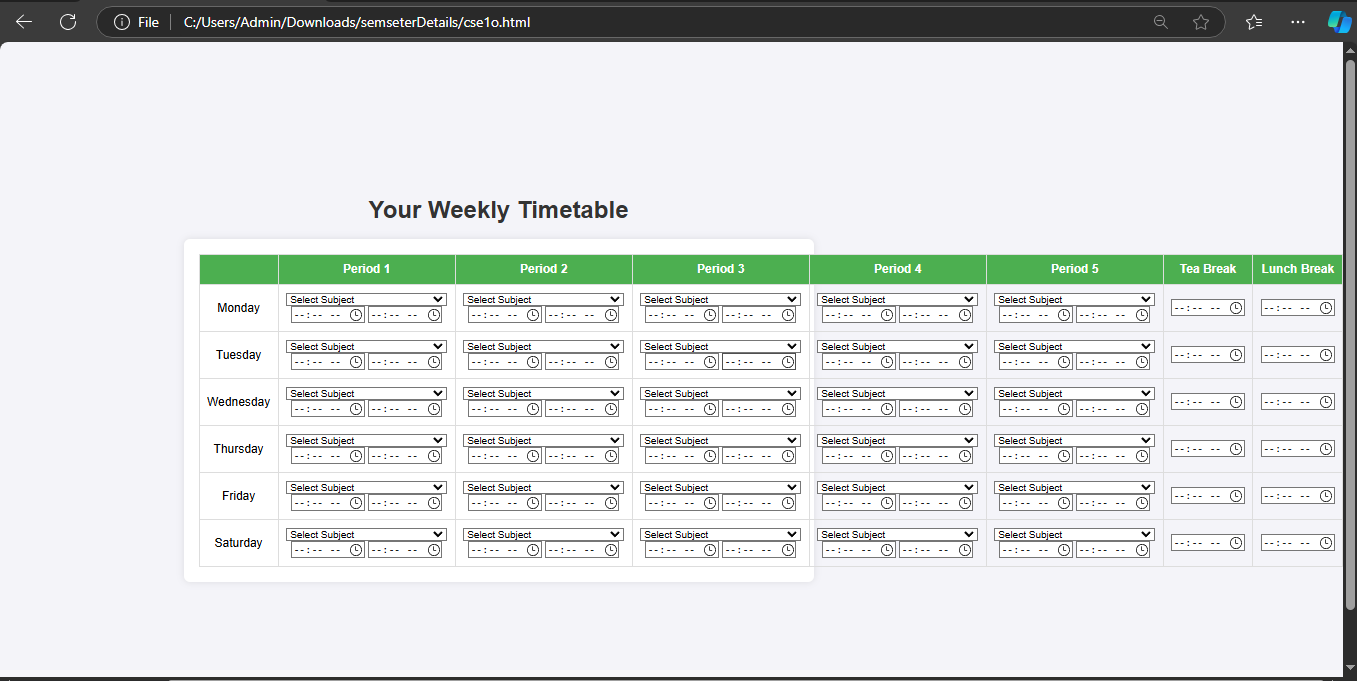 File C:/Users/Admin/Downloads/semseterDetails/cse1o.html
Your Weekly Timetable
Period 1 Period 2 Period 3 Period 4 Period 5 Tea Break Lunch Break
Select Subject Select Subject Select Subject Select Subject Select Subject
Monday --:-- -- --:-- -- --:-- -- --:-- -- --:-- -- --:-- -- --:-- -- --:-- -- --:-- -- --:-- -- --:-- -- --:-- --
Select Subject Select Subject Select Subject Select Subject Select Subject
Tuesday --:-- -- --:-- -- --:-- -- --:-- -- --:-- -- --:-- -- --:-- -- --:-- -- --:-- -- --:-- -- --:-- -- --:-- --
Select Subject Select Subject Select Subject Select Subject Select Subject
Wednesday --:-- -- --:-- -- --:-- -- --:-- -- --:-- -- --:-- -- --:-- -- --:-- -- --:-- -- --:-- -- --:-- -- --:-- --
Select Subject Select Subject Select Subject Select Subject Select Subject
Thursday --:-- -- --:-- -- --:-- -- --:-- -- --:-- -- --:-- -- --:-- -- --:-- -- --:-- -- --:-- -- --:-- -- --:-- --
Select Subject Select Subject Select Subject Select Subject Select Subject
Friday --:-- -- --:-- -- --:-- -- --:-- -- --:-- -- --:-- -- --:-- -- --:-- -- --:-- -- --:-- -- --:-- -- --:-- --
Select Subject Select Subject Select Subject Select Subject Select Subject
Saturday --:-- -- --:-- -- --:-- -- --:-- -- --:-- -- --:-- -- --:-- -- --:-- -- --:-- -- --:-- -- --:-- -- --:-- --